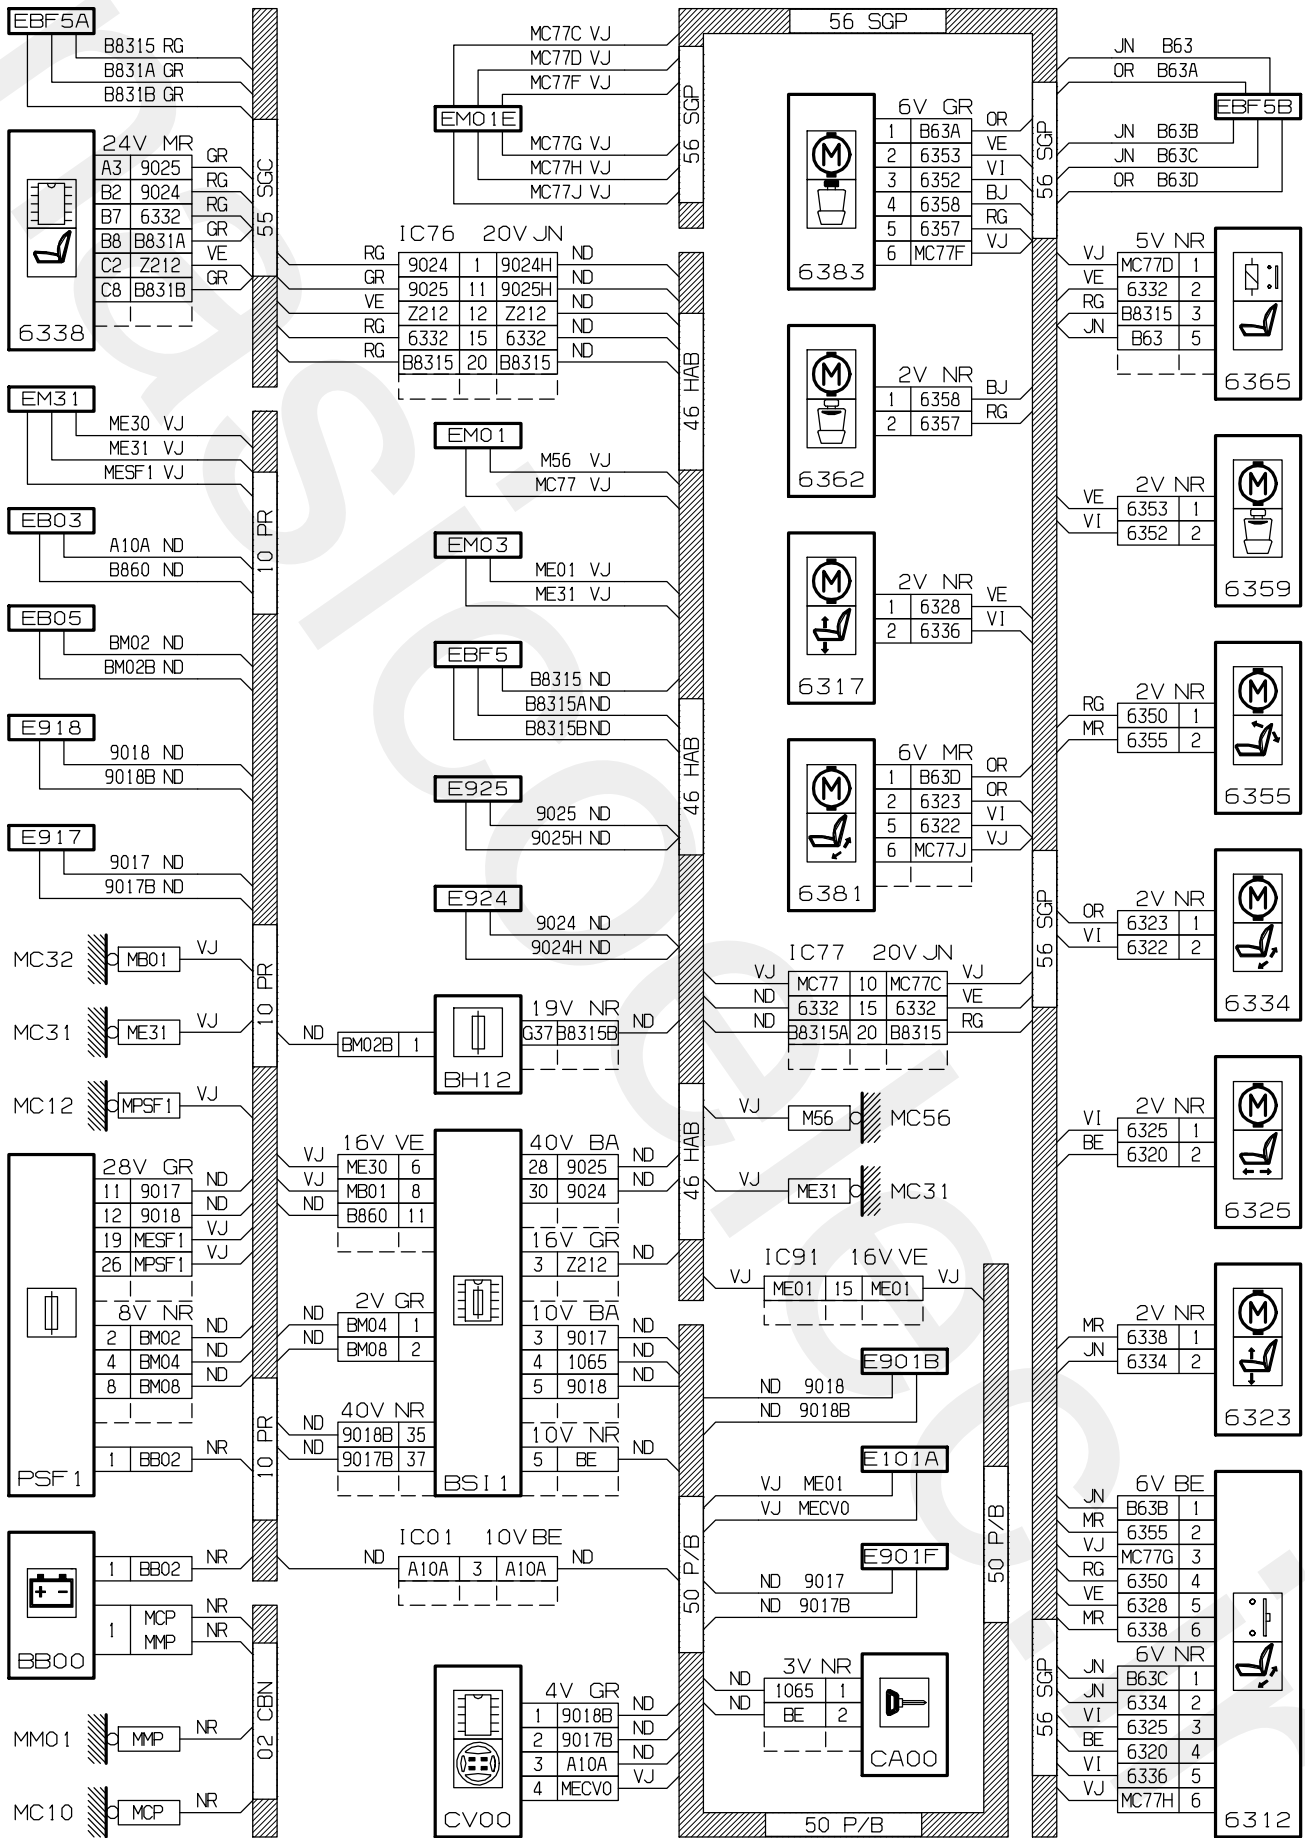 EBF5A
B8315 RG
B831A GR
B831B GR
24V MR
A3 9025 GR
B2 9024 RG
B7 6332 RG
B8 B831A GR
C2 Z212 VE
C8 B831B GR
6338
55 SGC
EM31
ME30 VJ
ME31 VJ
MESF1 VJ
10 PR
EB03
A10A ND
B860 ND
EB05
BM02 ND
BM02B ND
E918
9018 ND
9018B ND
E917
9017 ND
9017B ND
MC32 MB01 VJ
10 PR
MC31 ME31 VJ
MC12 MPSF1 VJ
28V GR
11 9017 ND
12 9018 ND
19 MESF1 VJ
26 MPSF1 VJ
8V NR
2 BM02 ND
4 BM04 ND
8 BM08 ND
1 BB02 NR
PSF1
10 PR
1 BB02 NR
1 MCP NR
MMP NR
BB00
02 CBN
MM01 MMP NR
MC10 MCP NR
MC77C VJ
MC77D VJ
MC77F VJ
EM01E
MC77G VJ
MC77H VJ
MC77J VJ
56 SGP
IC76 20V JN
RG 9024 1 9024H ND
GR 9025 11 9025H ND
VE Z212 12 Z212 ND
RG 6332 15 6332 ND
RG B8315 20 B8315 ND
46 HAB
EM01
M56 VJ
MC77 VJ
EM03
ME01 VJ
ME31 VJ
EBF5
B8315 ND
B8315A ND
B8315B ND
46 HAB
E925
9025 ND
9025H ND
E924
9024 ND
9024H ND
19V NR
ND BM02B 1
G37 B8315B ND
BH12
16V VE
VJ ME30 6
VJ MB01 8
ND B860 11
2V GR
ND BM04 1
ND BM08 2
40V NR
ND 9018B 35
ND 9017B 37
40V BA
28 9025 ND
30 9024 ND
16V GR
3 Z212 ND
10V BA
3 9017 ND
4 1065 ND
5 9018 ND
10V NR
5 BE ND
BSI1
46 HAB
IC01 10V BE
ND A10A 3 A10A ND
50 P/B
4V GR
1 9018B ND
2 9017B ND
3 A10A ND
4 MECV0 VJ
CV00
56 SGP
6V GR
1 B63A OR
2 6353 VE
3 6352 VI
4 6358 BJ
5 6357 RG
6 MC77F VJ
6383
56 SGP
2V NR
1 6358 BJ
2 6357 RG
6362
2V NR
1 6328 VE
2 6336 VI
6317
6V MR
1 B63D OR
2 6323 OR
5 6322 VI
6 MC77J VJ
6381
56 SGP
IC77 20V JN
VJ MC77 10 MC77C VJ
ND 6332 15 6332 VE
ND B8315A 20 B8315 RG
VJ M56 MC56
VJ ME31 MC31
IC91 16V VE
VJ ME01 15 ME01 VJ
E901B
ND 9018
ND 9018B
E101A
VJ ME01
VJ MECV0
E901F
ND 9017
ND 9017B
50 P/B
3V NR
ND 1065 1
ND BE 2
CA00
50 P/B
JN B63
OR B63A
EBF5B
JN B63B
JN B63C
OR B63D
5V NR
VJ MC77D 1
VE 6332 2
RG B8315 3
JN B63 5
6365
2V NR
VE 6353 1
VI 6352 2
6359
2V NR
RG 6350 1
MR 6355 2
6355
2V NR
OR 6323 1
VI 6322 2
6334
2V NR
VI 6325 1
BE 6320 2
6325
2V NR
MR 6338 1
JN 6334 2
6323
6V BE
JN B63B 1
MR 6355 2
VJ MC77G 3
RG 6350 4
VE 6328 5
MR 6338 6
6V NR
JN B63C 1
JN 6334 2
VI 6325 3
BE 6320 4
VI 6336 5
VJ MC77H 6
6312
56 SGP